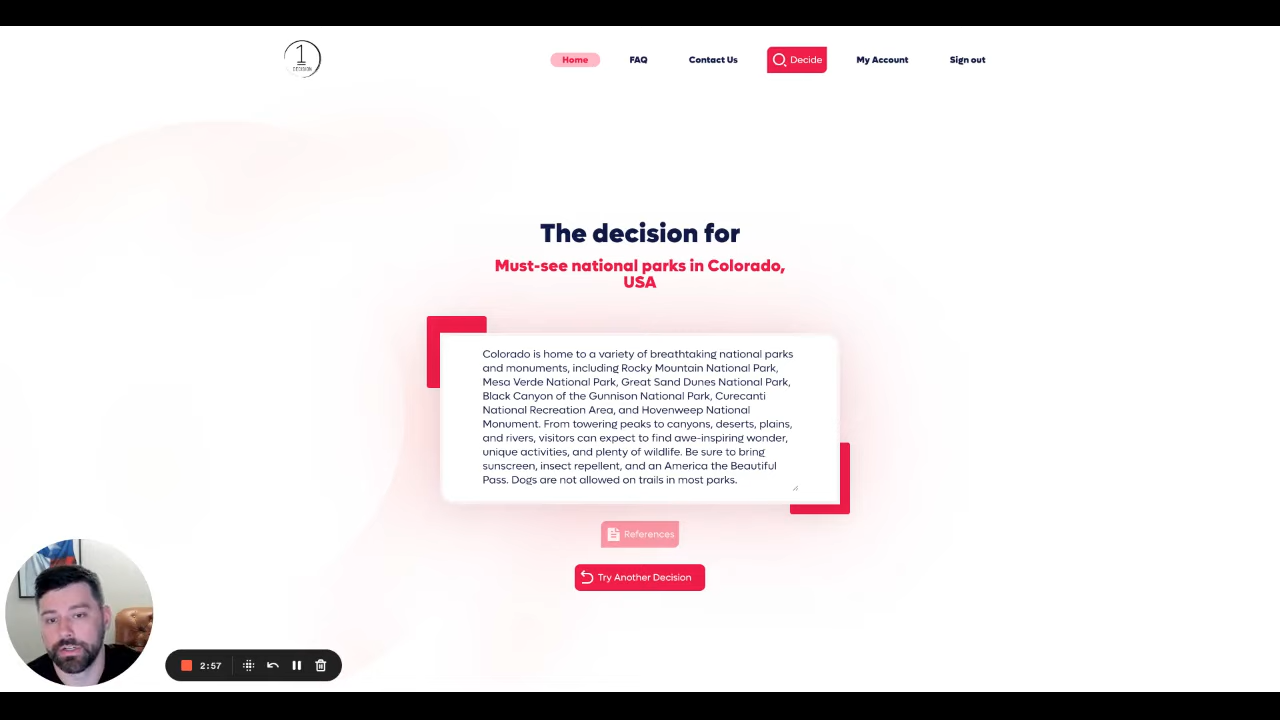 1
DECISION
Home
FAQ
Contact Us
Decide
My Account
Sign out
The decision for
Must-see national parks in Colorado,
USA
Colorado is home to a variety of breathtaking national parks
and monuments, including Rocky Mountain National Park,
Mesa Verde National Park, Great Sand Dunes National Park,
Black Canyon of the Gunnison National Park, Curecanti
National Recreation Area, and Hovenweep National
Monument. From towering peaks to canyons, deserts, plains,
and rivers, visitors can expect to find awe-inspiring wonder,
unique activities, and plenty of wildlife. Be sure to bring
sunscreen, insect repellent, and an America the Beautiful
Pass. Dogs are not allowed on trails in most parks.
References
Try Another Decision
2:57